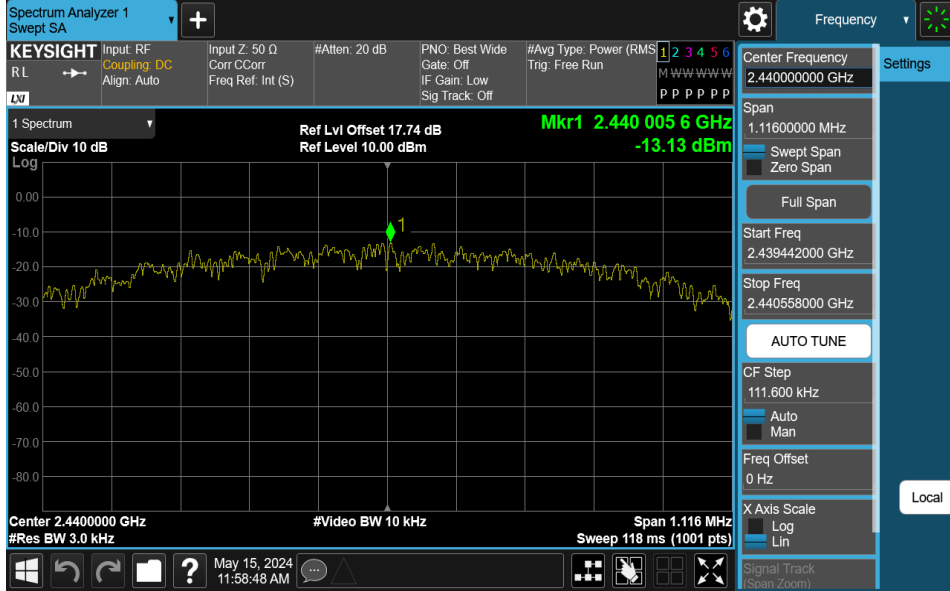 Spectrum Analyzer 1
Swept SA
+
Frequency
KEYSIGHT
RL
LXI
Input: RF
Coupling: DC
Align: Auto
Input Z: 50 Ω
Corr CCorr
Freq Ref: Int (S)
#Atten: 20 dB
PNO: Best Wide
Gate: Off
IF Gain: Low
Sig Track: Off
#Avg Type: Power (RMS
Trig: Free Run
1 2 3 4 5 6
M W W W W W
P P P P P P
1 Spectrum
Scale/Div 10 dB
Log
Ref Lvl Offset 17.74 dB
Ref Level 10.00 dBm
Mkr1 2.440 005 6 GHz
-13.13 dBm
1
0.00
-10.0
-20.0
-30.0
-40.0
-50.0
-60.0
-70.0
-80.0
Center 2.4400000 GHz
#Res BW 3.0 kHz
#Video BW 10 kHz
Span 1.116 MHz
Sweep 118 ms (1001 pts)
?
May 15, 2024
11:58:48 AM
Center Frequency
2.440000000 GHz
Span
1.11600000 MHz
Swept Span
Zero Span
Full Span
Start Freq
2.439442000 GHz
Stop Freq
2.440558000 GHz
AUTO TUNE
CF Step
111.600 kHz
Auto
Man
Freq Offset
0 Hz
X Axis Scale
Log
Lin
Signal Track
(Span Zoom)
Settings
Local